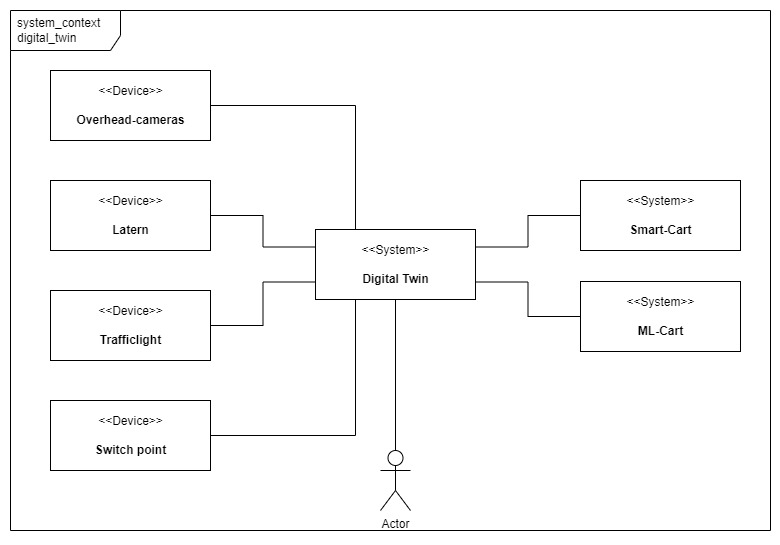 system_context
digital_twin
<<Device>>
Overhead-cameras
<<Device>>
Latern
<<System>>
Smart-Cart
<<System>>
Digital Twin
<<Device>>
Trafficlight
<<System>>
ML-Cart
<<Device>>
Switch point
Actor